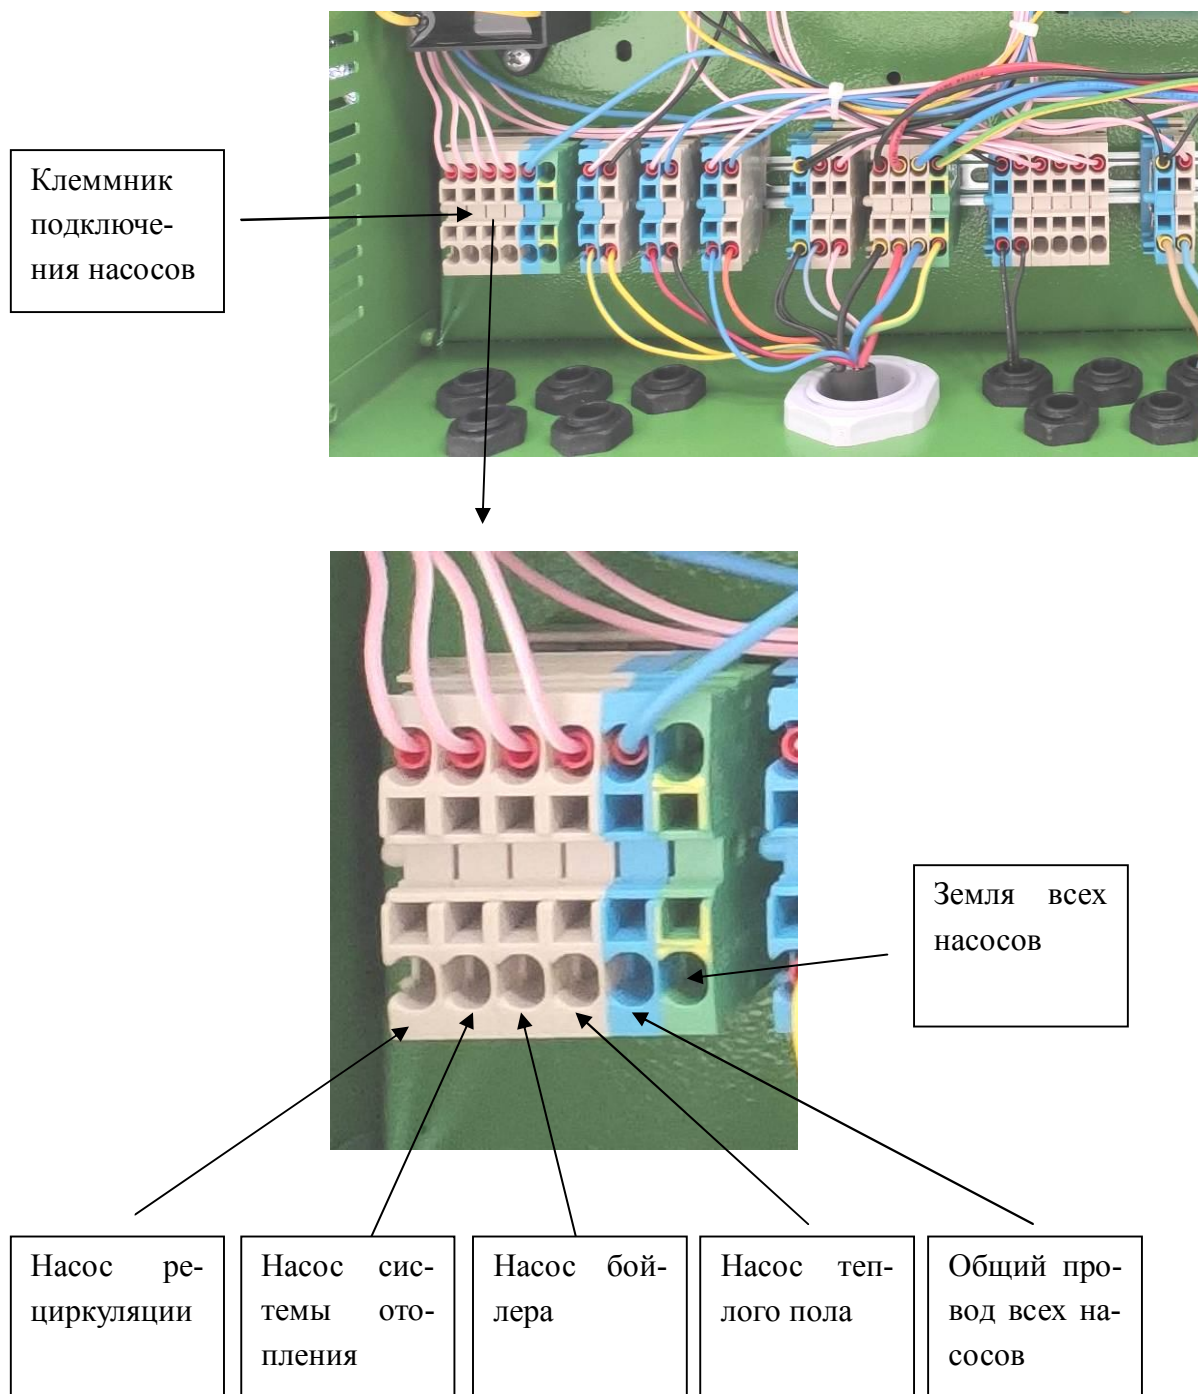 Клеммник
подключе-
ния насосов
Земля всех
насосов
Насос ре-
циркуляции
Насос сис-
темы ото-
пления
Насос бой-
лера
Насос теп-
лого пола
Общий про-
вод всех на-
сосов